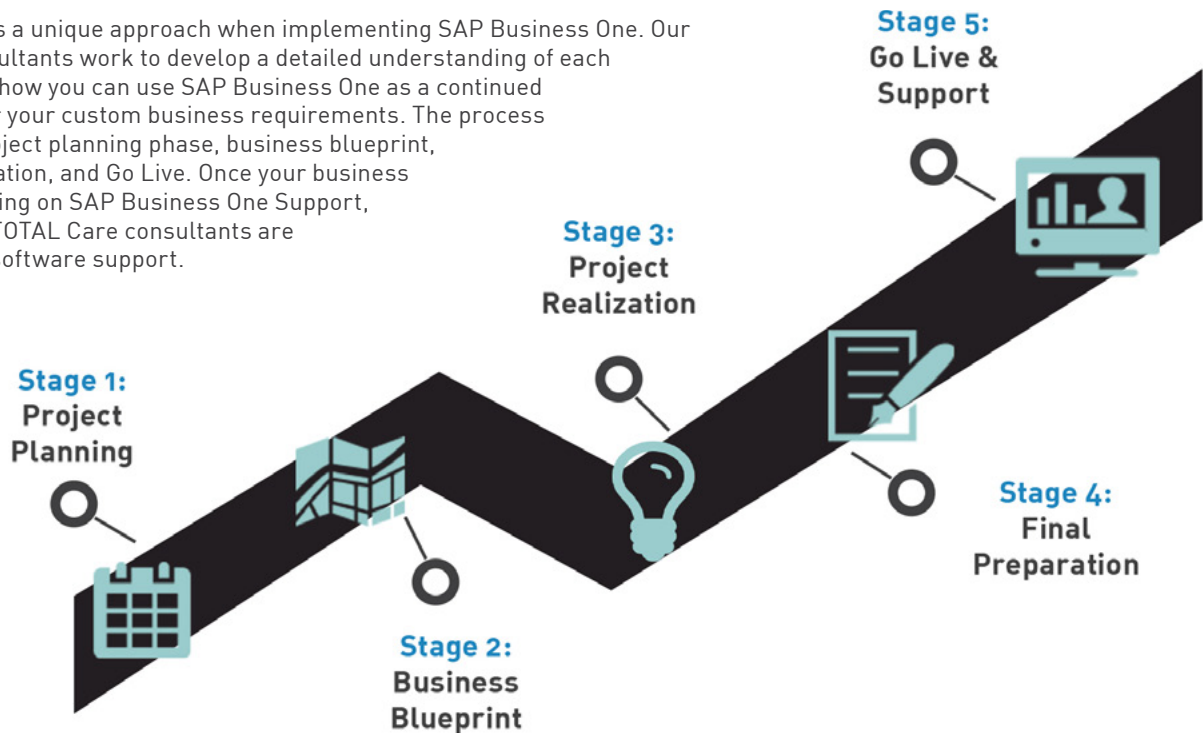 s a unique approach when implementing SAP Business One. Our
ultants work to develop a detailed understanding of each
how you can use SAP Business One as a continued
your custom business requirements. The process
ject planning phase, business blueprint,
ation, and Go Live. Once your business
ing on SAP Business One Support,
TOTAL Care consultants are
software support.
Stage 1:
Project
Planning
Stage 2:
Business
Blueprint
Stage 3:
Project
Realization
Stage 4:
Final
Preparation
Stage 5:
Go Live &
Support